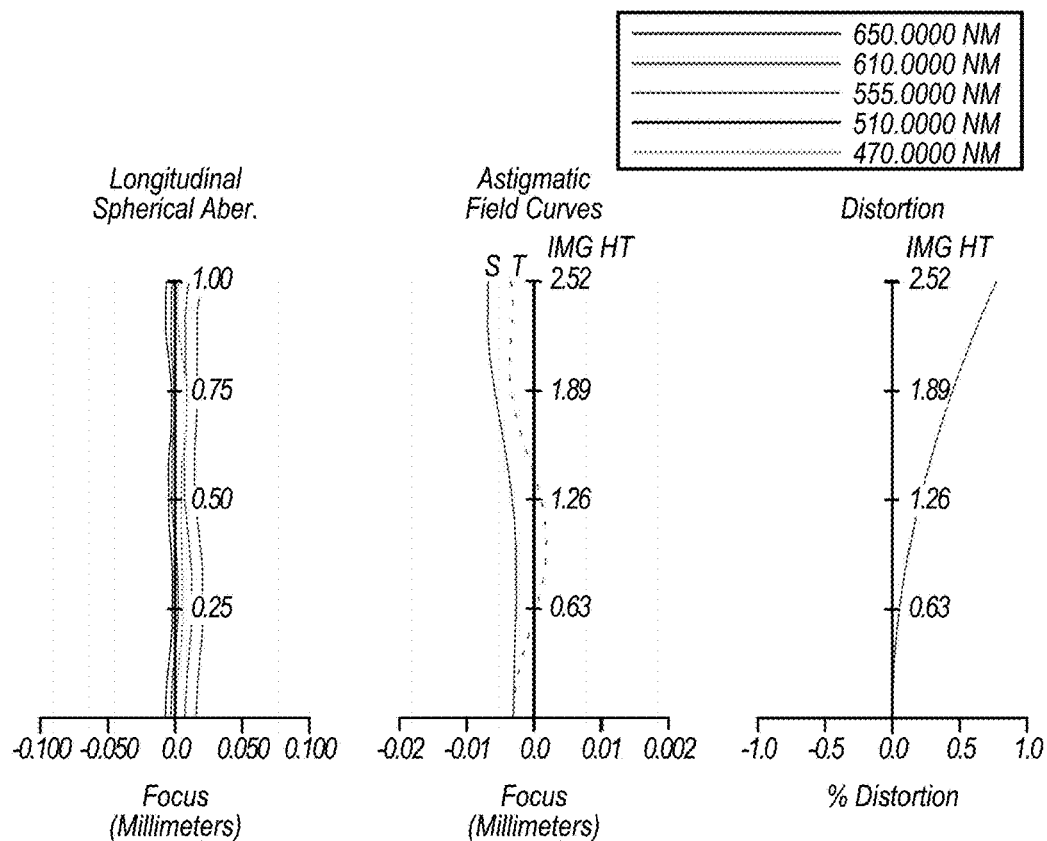 650.0000 NM
610.0000 NM
555.0000 NM
510.0000 NM
470.0000 NM
Longitudinal
Spherical Aber.
1.00
0.75
0.50
0.25
-0.100 -0.050 0.0 0.050 0.100
Focus
(Millimeters)
Astigmatic
Field Curves
IMG HT
S T 2.52
1.89
1.26
0.63
-0.02 -0.01 0.0 0.01 0.002
Focus
(Millimeters)
Distortion
IMG HT
2.52
1.89
1.26
0.63
-1.0 -0.5 0.0 0.5 1.0
% Distortion